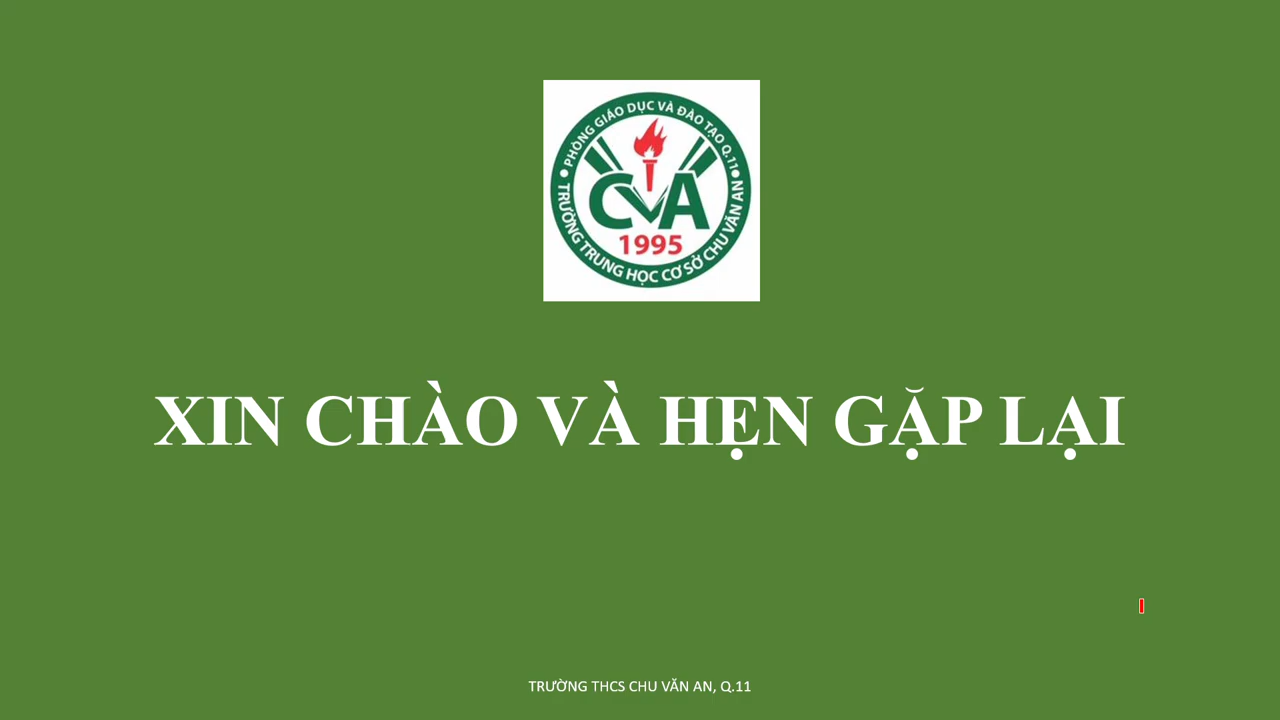 PHÒNG GIÁO DỤC VÀ ĐÀO TẠO Q.11
CVA
1995
TRƯỜNG TRUNG HỌC CƠ SỞ CHU VĂN AN
XIN CHÀO VÀ HẸN GẶP LẠI
TRƯỜNG THCS CHU VĂN AN, Q.11